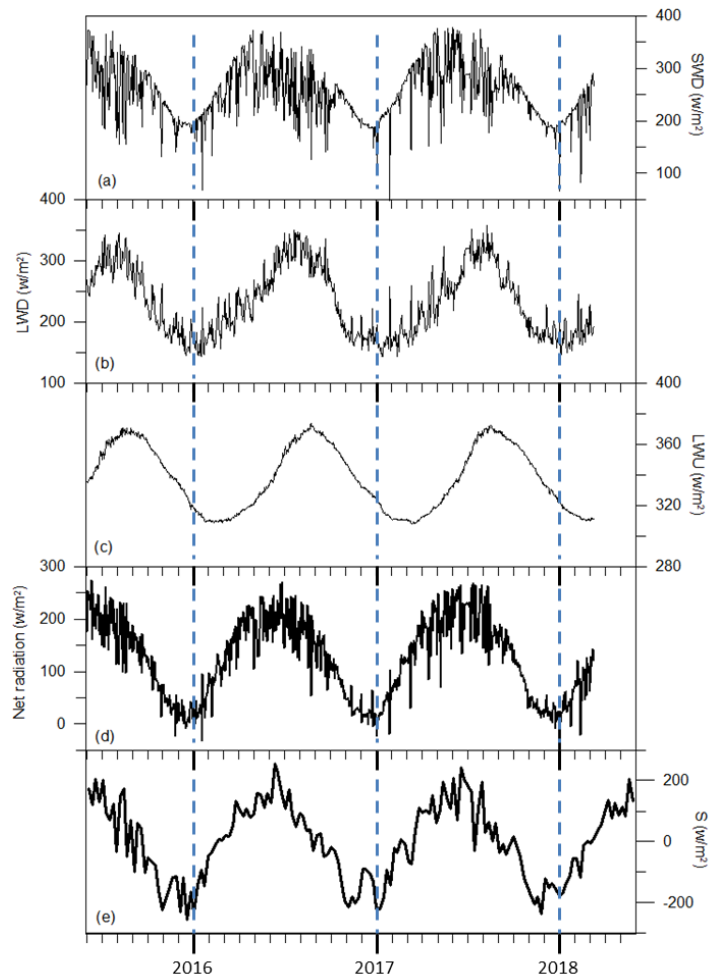 400
300
200
100
SWD (w/m²)
(a)
400
300
200
100
LWD (w/m²)
(b)
400
360
320
280
LWU (w/m²)
(c)
300
200
100
0
Net radiation (w/m²)
(d)
200
0
-200
S (w/m²)
(e)
2016 2017 2018